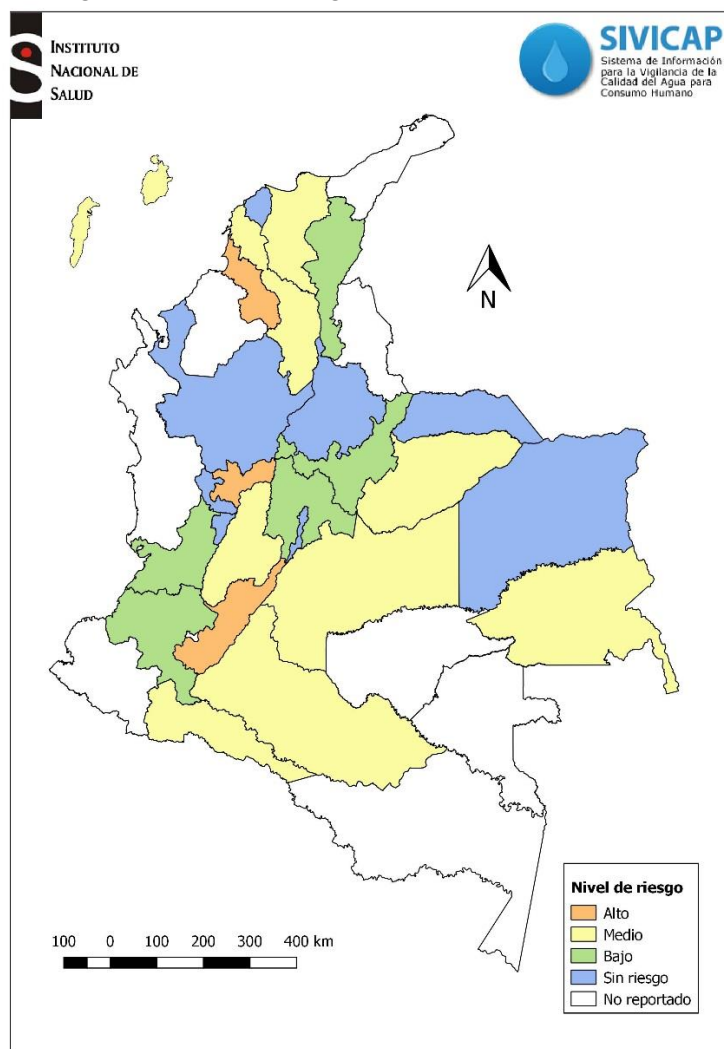 INSTITUTO
NACIONAL DE
SALUD
SIVICAP
Sistema de Información
para la Vigilancia de la
Calidad del Agua para
Consumo Humano
N
Nivel de riesgo
Alto
Medio
Bajo
Sin riesgo
No reportado
100 0 100 200 300 400 km